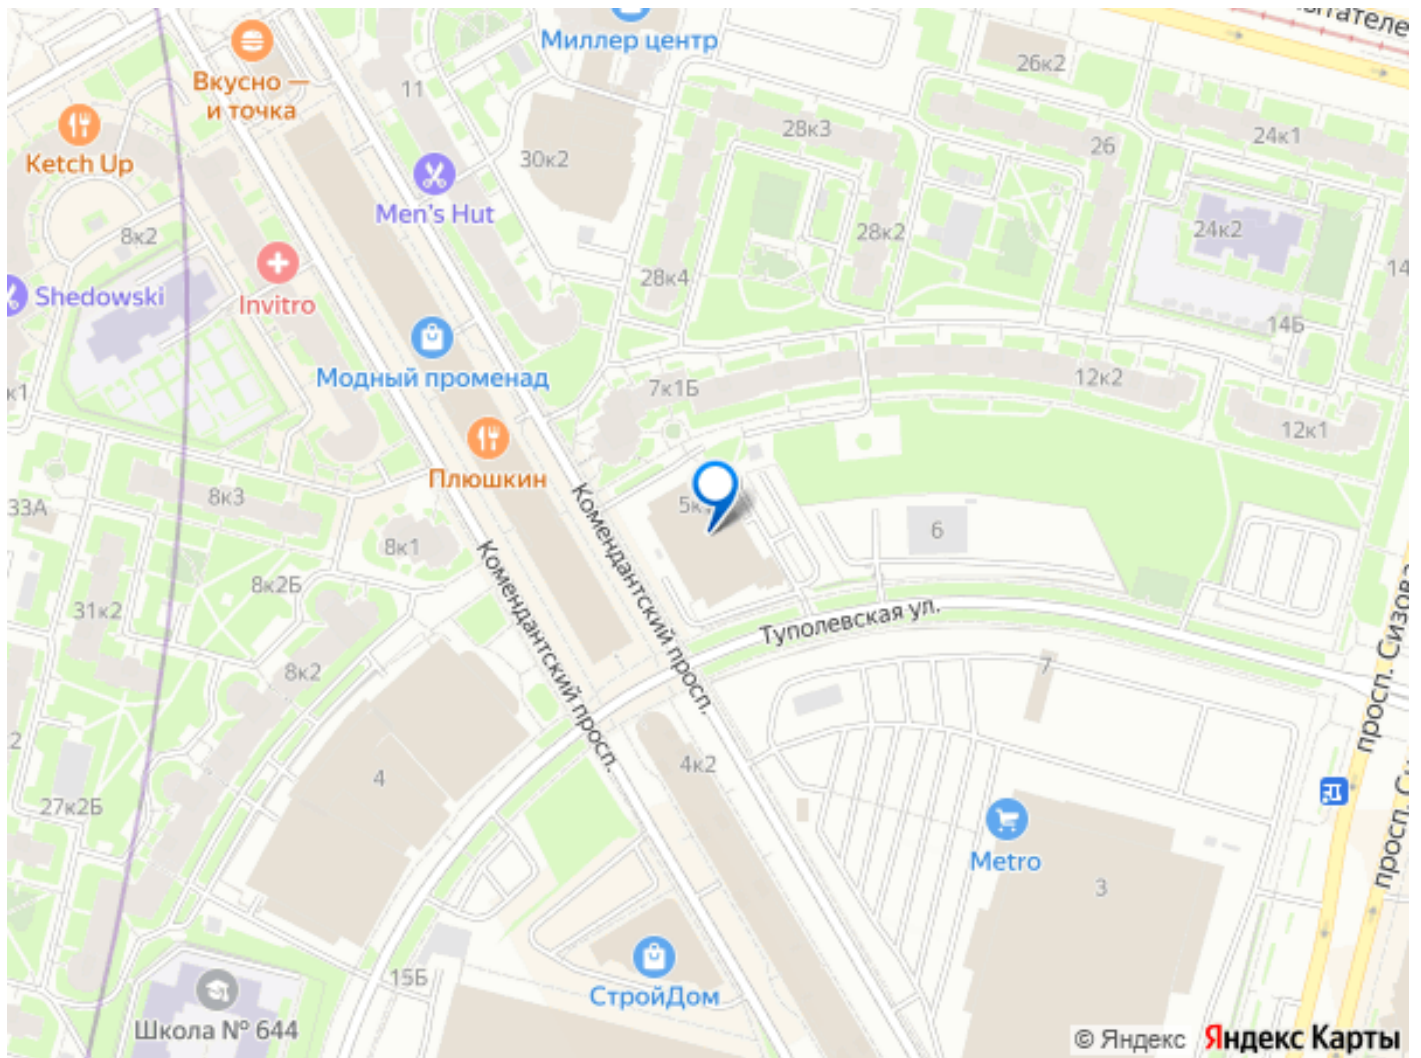 Миллер центр
Вкусно —
и точка
26к2
11
28к3
26
24к1
Ketch Up
30к2
Men's Hut
8к2
28к2
24к2
28к4
Invitro
Shedowski
14Б
Модный променад
7к1Б
12к2
12к1
Плюшкин
8к3
33А
6
Комендантский просп.
Комендантский просп.
8к1
8к2Б
31к2
Туполевская ул.
8к2
7
просп. Сизова
4к2
4
27к2Б
Metro
3
СтройДом
15Б
Школа № 644
© Яндекс
Яндекс Карты